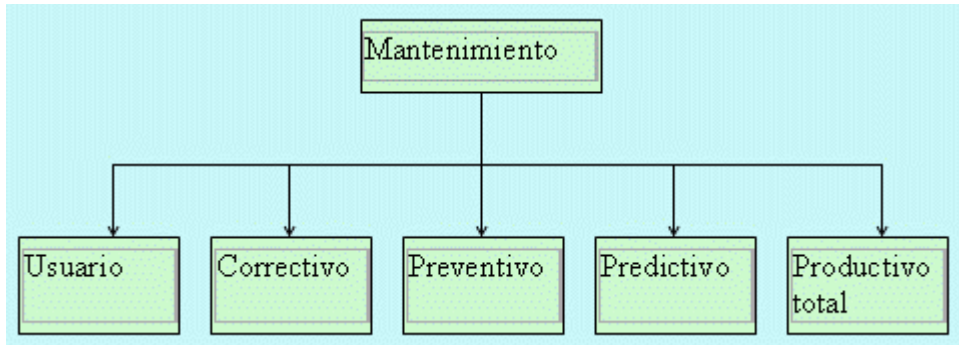 Mantenimiento
Usuario
Correctivo
Preventivo
Predictivo
Productivo
total